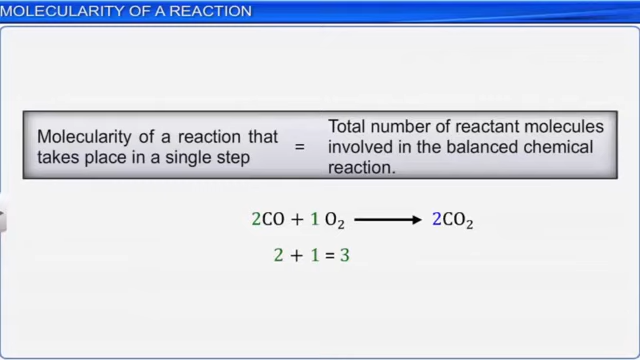 MOLECULARITY OF A REACTION
Molecularity of a reaction that
takes place in a single step
=
Total number of reactant molecules
involved in the balanced chemical
reaction.
2CO + 1 O₂ ⟶ 2CO₂
2 + 1 = 3